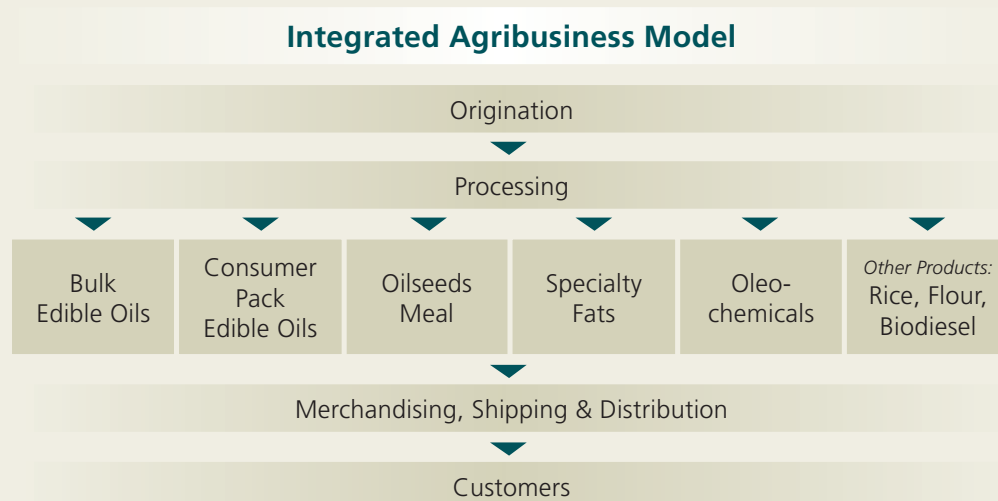 Integrated Agribusiness Model
Origination
Processing
Bulk
Edible Oils
Consumer
Pack
Edible Oils
Oilseeds
Meal
Specialty
Fats
Oleo-
chemicals
Other Products:
Rice, Flour,
Biodiesel
Merchandising, Shipping & Distribution
Customers